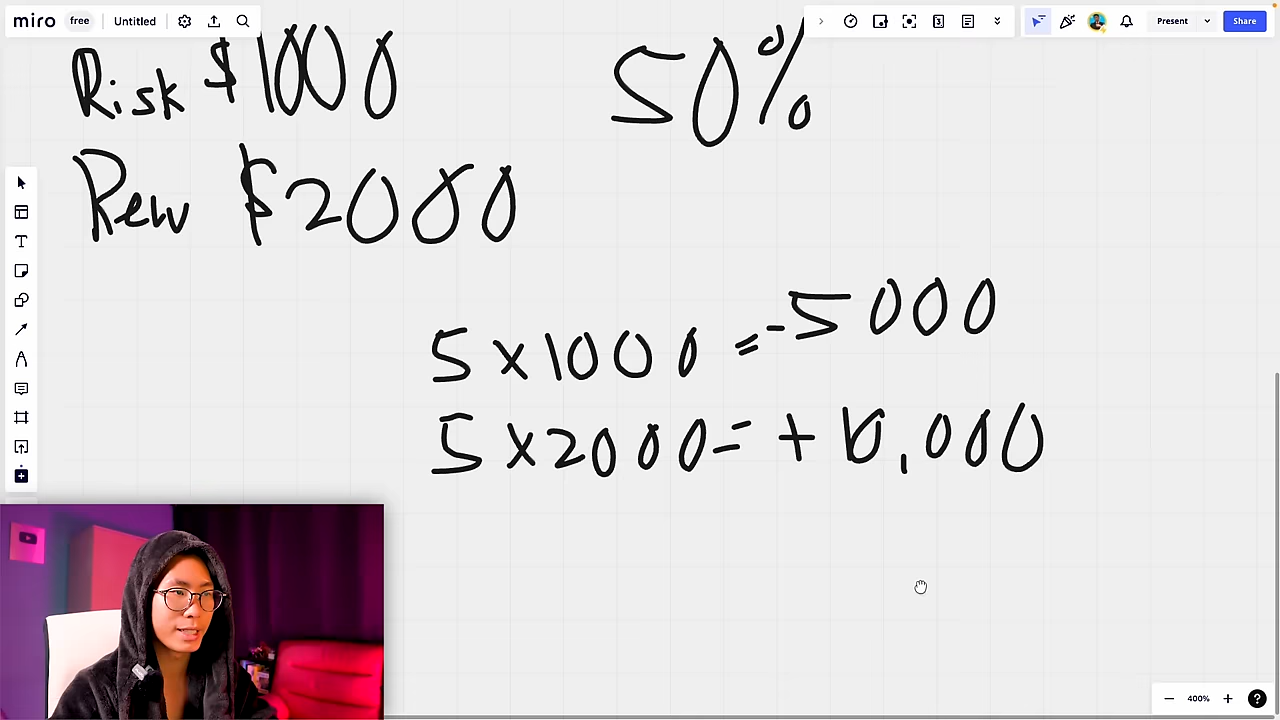 miro free Untitled Present Share
Risk $1000 50%
Rew $2000
5 x 1000 = -5000
5 x 2000 = + 10,000
400%